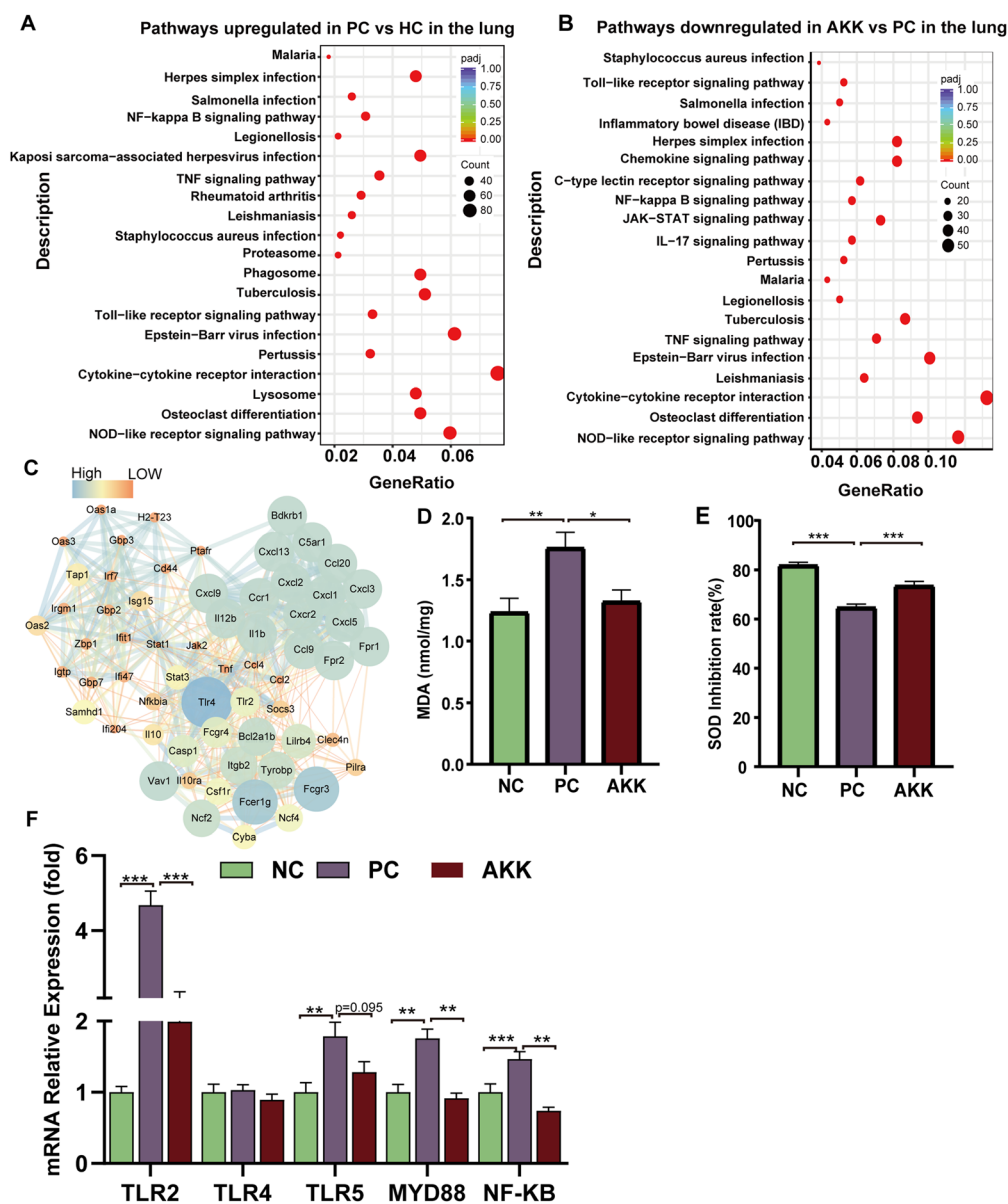 A
Pathways upregulated in PC vs HC in the lung
Description
Malaria
Herpes simplex infection
Salmonella infection
NF−kappa B signaling pathway
Legionellosis
Kaposi sarcoma−associated herpesvirus infection
TNF signaling pathway
Rheumatoid arthritis
Leishmaniasis
Staphylococcus aureus infection
Proteasome
Phagosome
Tuberculosis
Toll−like receptor signaling pathway
Epstein−Barr virus infection
Pertussis
Cytokine−cytokine receptor interaction
Lysosome
Osteoclast differentiation
NOD−like receptor signaling pathway
0.02 0.04 0.06
GeneRatio
padj
1.00
0.75
0.50
0.25
0.00
Count
40
60
80
B
Pathways downregulated in AKK vs PC in the lung
Description
Staphylococcus aureus infection
Toll−like receptor signaling pathway
Salmonella infection
Inflammatory bowel disease (IBD)
Herpes simplex infection
Chemokine signaling pathway
C−type lectin receptor signaling pathway
NF−kappa B signaling pathway
JAK−STAT signaling pathway
IL−17 signaling pathway
Pertussis
Malaria
Legionellosis
Tuberculosis
TNF signaling pathway
Epstein−Barr virus infection
Leishmaniasis
Cytokine−cytokine receptor interaction
Osteoclast differentiation
NOD−like receptor signaling pathway
0.04 0.06 0.08 0.10
GeneRatio
padj
1.00
0.75
0.50
0.25
0.00
Count
20
30
40
50
C
High LOW
Oas1a
H2-T23
Bdkrb1
Oas3
Gbp3
Ptafr
Cxcl13
C5ar1
Tap1
Irf7
Cd44
Ccl20
Cxcl9
Ccr1
Cxcl2
Cxcl3
Irgm1
Gbp2
Isg15
Cxcl1
Oas2
Il12b
Cxcr2
Cxcl5
Zbp1
Ifit1
Stat1
Jak2
Il1b
Fpr1
Igtp
Gbp7
Ifi47
Stat3
Tnf
Ccl4
Ccl9
Fpr2
Ccl2
Samhd1
Nfkbia
Tlr4
Tlr2
Socs3
Ifi204
Il10
Fcgr4
Bcl2a1b
Lilrb4
Clec4n
Casp1
Itgb2
Tyrobp
Pilra
Vav1
Il10ra
Csf1r
Fcer1g
Fcgr3
Ncf2
Ncf4
Cyba
D
MDA (nmol/mg)
2.0
1.5
1.0
0.5
0.0
** *
NC PC AKK
E
SOD Inhibition rate(%)
100
80
60
40
20
0
*** ***
NC PC AKK
F
mRNA Relative Expression (fold)
6
4
2
1
0
NC PC AKK
*** ***
** p=0.095
** **
*** **
TLR2 TLR4 TLR5 MYD88 NF-KB